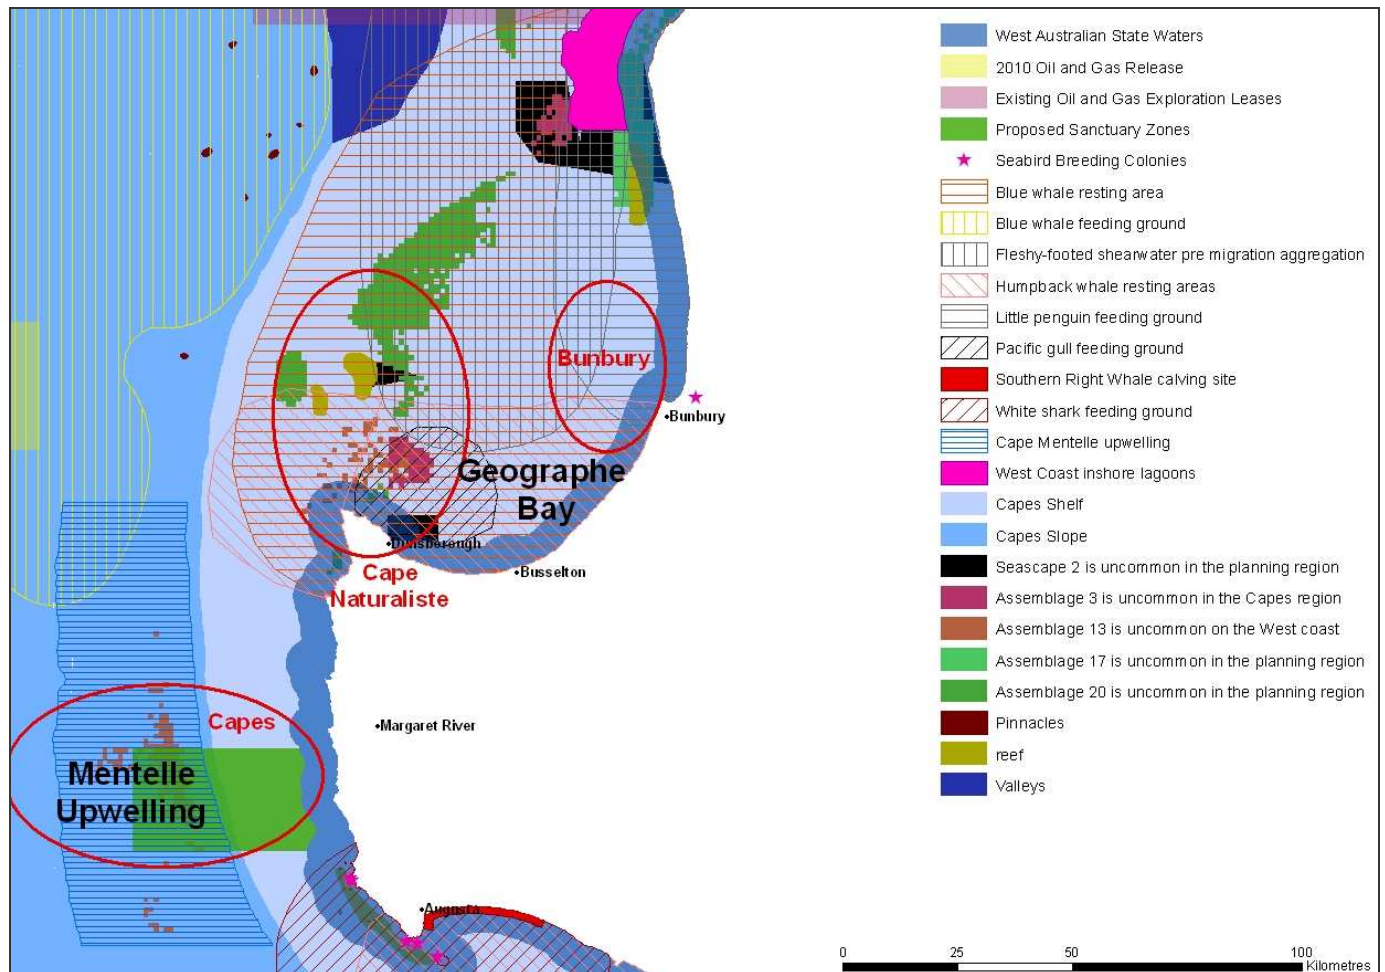 West Australian State Waters
2010 Oil and Gas Release
Existing Oil and Gas Exploration Leases
Proposed Sanctuary Zones
Seabird Breeding Colonies
Blue whale resting area
Blue whale feeding ground
Fleshy-footed shearwater pre migration aggregation
Humpback whale resting areas
Little penguin feeding ground
Pacific gull feeding ground
Southern Right Whale calving site
White shark feeding ground
Cape Mentelle upwelling
West Coast inshore lagoons
Capes Shelf
Capes Slope
Seascape 2 is uncommon in the planning region
Assemblage 3 is uncommon in the Capes region
Assemblage 13 is uncommon on the West coast
Assemblage 17 is uncommon in the planning region
Assemblage 20 is uncommon in the planning region
Pinnacles
reef
Valleys
Bunbury
Bunbury
Geographe
Bay
Dunsborough
Busselton
Cape
Naturaliste
Capes
Margaret River
Mentelle
Upwelling
Augusta
0 25 50 100
Kilometres